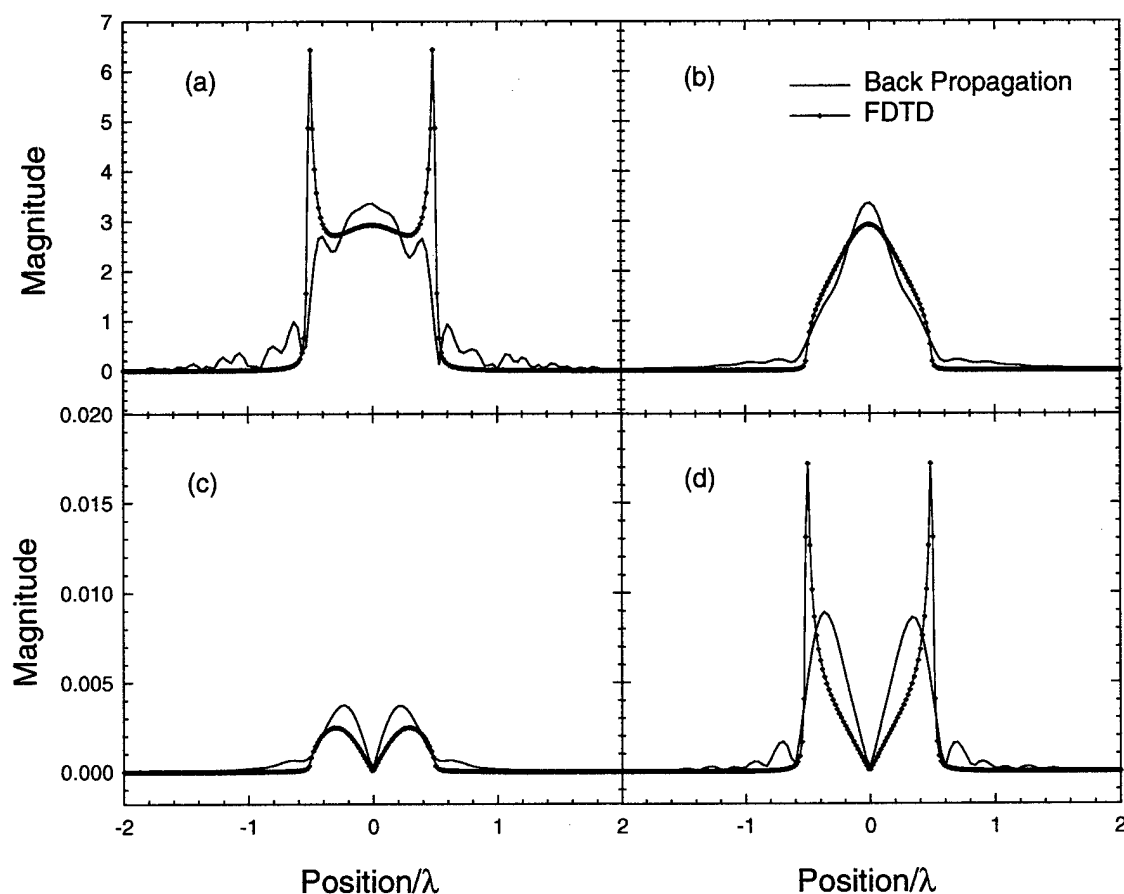 7
6
5
4
3
2
1
0
Magnitude
(a)
(b)
Back Propagation
FDTD
0.020
0.015
0.010
0.005
0.000
Magnitude
(c)
(d)
-2 -1 0 1 2 -1 0 1 2
Position/λ Position/λ